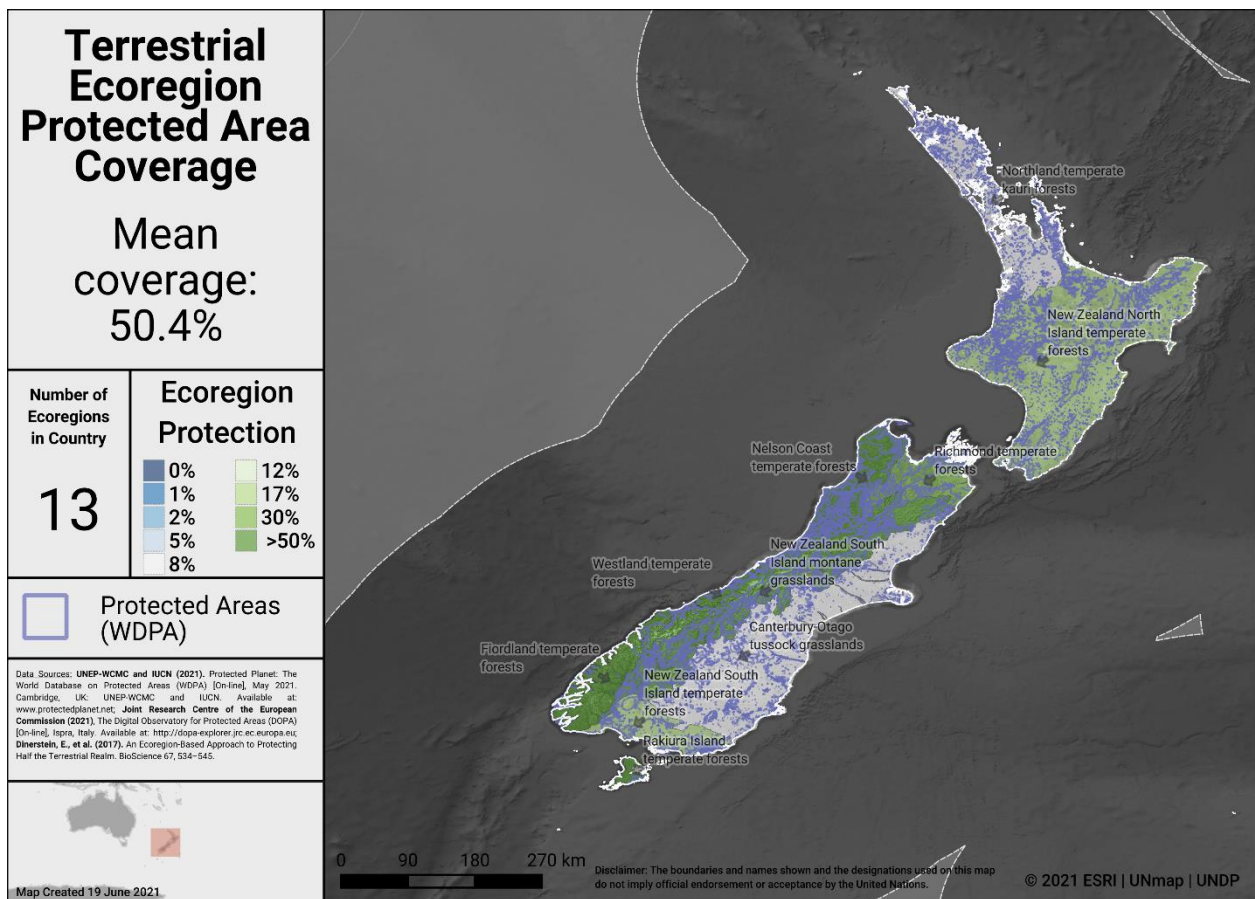 Terrestrial
Ecoregion
Protected Area
Coverage
Mean
coverage:
50.4%
Number of
Ecoregions
in Country
13
Ecoregion
Protection
0%
1%
2%
5%
8%
12%
17%
30%
>50%
Protected Areas
(WDPA)
Data Sources: UNEP-WCMC and IUCN (2021). Protected Planet: The
World Database on Protected Areas (WDPA) [On-line], May 2021.
Cambridge, UK: UNEP-WCMC and IUCN. Available at:
www.protectedplanet.net; Joint Research Centre of the European
Commission (2021), The Digital Observatory for Protected Areas (DOPA)
[On-line], Ispra, Italy. Available at: http://dopa-explorer.jrc.ec.europa.eu;
Dinerstein, E., et al. (2017). An Ecoregion-Based Approach to Protecting
Half the Terrestrial Realm. BioScience 67, 534–545.
Map Created 19 June 2021
Northland temperate
kauri forests
New Zealand North
Island temperate
forests
Nelson Coast
temperate forests
Richmond temperate
forests
New Zealand South
Island montane
grasslands
Westland temperate
forests
Canterbury-Otago
tussock grasslands
Fiordland temperate
forests
New Zealand South
Island temperate
forests
Rakiura Island
temperate forests
0 90 180 270 km
Disclaimer: The boundaries and names shown and the designations used on this map
do not imply official endorsement or acceptance by the United Nations.
© 2021 ESRI | UNmap | UNDP